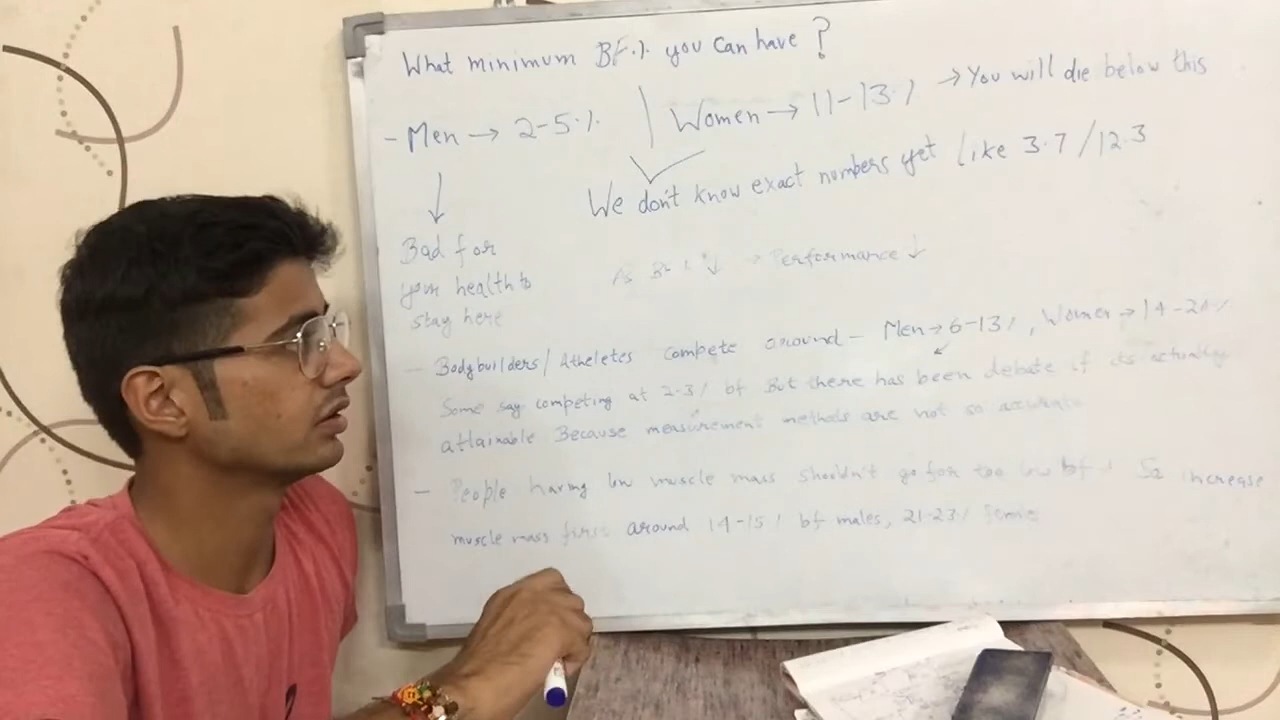 What minimum BF.% you can have ?
- Men → 2-5.% | Women → 11-13.% → You will die below this
We don't know exact numbers yet like 3.7/12.3
Bad for
your health to
stay here
As BF % ↓ → Performance ↓
- Bodybuilders/Atheletes compete around - Men → 6-13%, Women → 14-20%
Some say competing at 2-3% bf But there has been debate if its actually
attainable Because measurement methods are not so accurate
- People having low muscle mass shouldn't go for too low bf. So increase
muscle mass first around 14-15% bf males, 21-23%